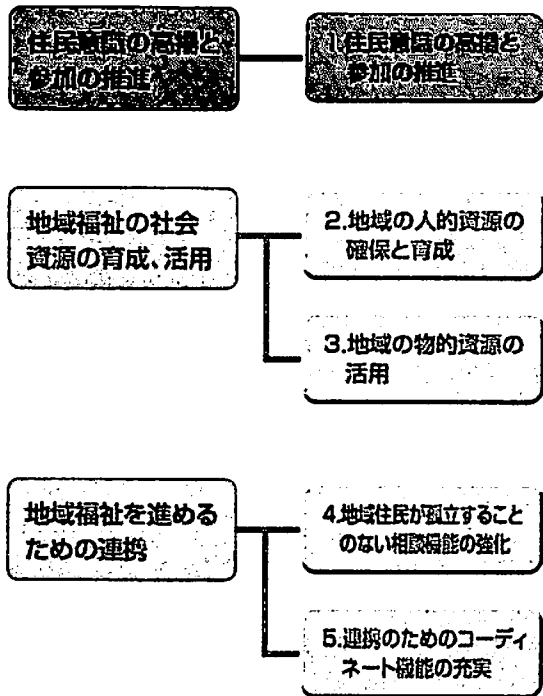 住民意識の高揚と
参加の推進
1.住民意識の高揚と
参加の推進
地域福祉の社会
資源の育成、活用
2.地域の人的資源の
確保と育成
3.地域の物的資源の
活用
地域福祉を進める
ための連携
4.地域住民が孤立すること
のない相談機能の強化
5.連携のためのコーディ
ネート機能の充実